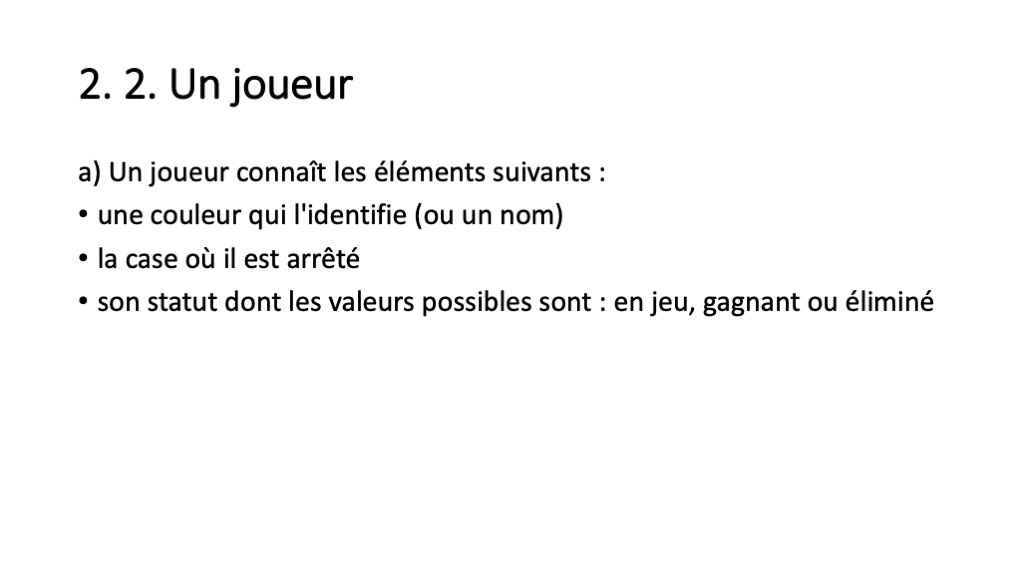 2. 2. Un joueur
a) Un joueur connaît les éléments suivants :
• une couleur qui l'identifie (ou un nom)
• la case où il est arrêté
• son statut dont les valeurs possibles sont : en jeu, gagnant ou éliminé